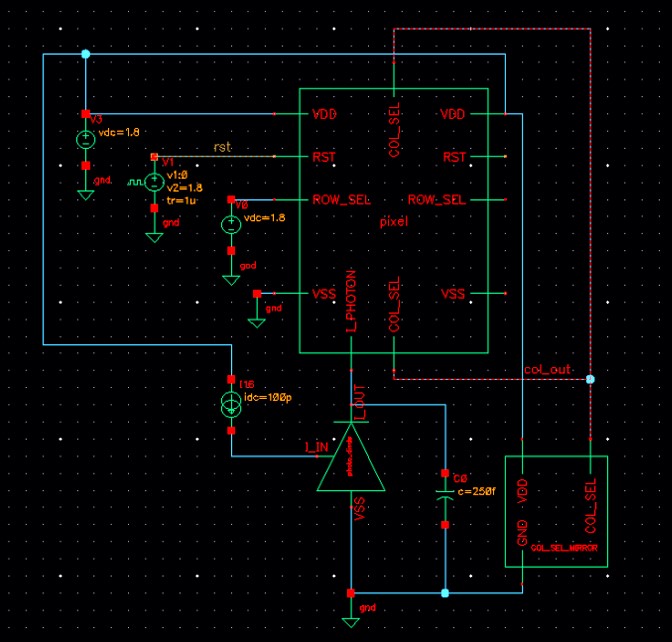 COL_SEL
VDD
VDD
V3
vdc=1.8
rst
RST
RST
V1
v1:0
v2=1.8
tr=1u
gnd
gnd
ROW_SEL
ROW_SEL
V0
vdc=1.8
pixel
gnd
VSS
VSS
gnd
I_PHOTON
COL_SEL
col_out
I16
idc=100p
I_OUT
I_IN
C0
c=250f
VSS
VDD
COL_SEL
GND
COL_SEL_MIRROR
gnd